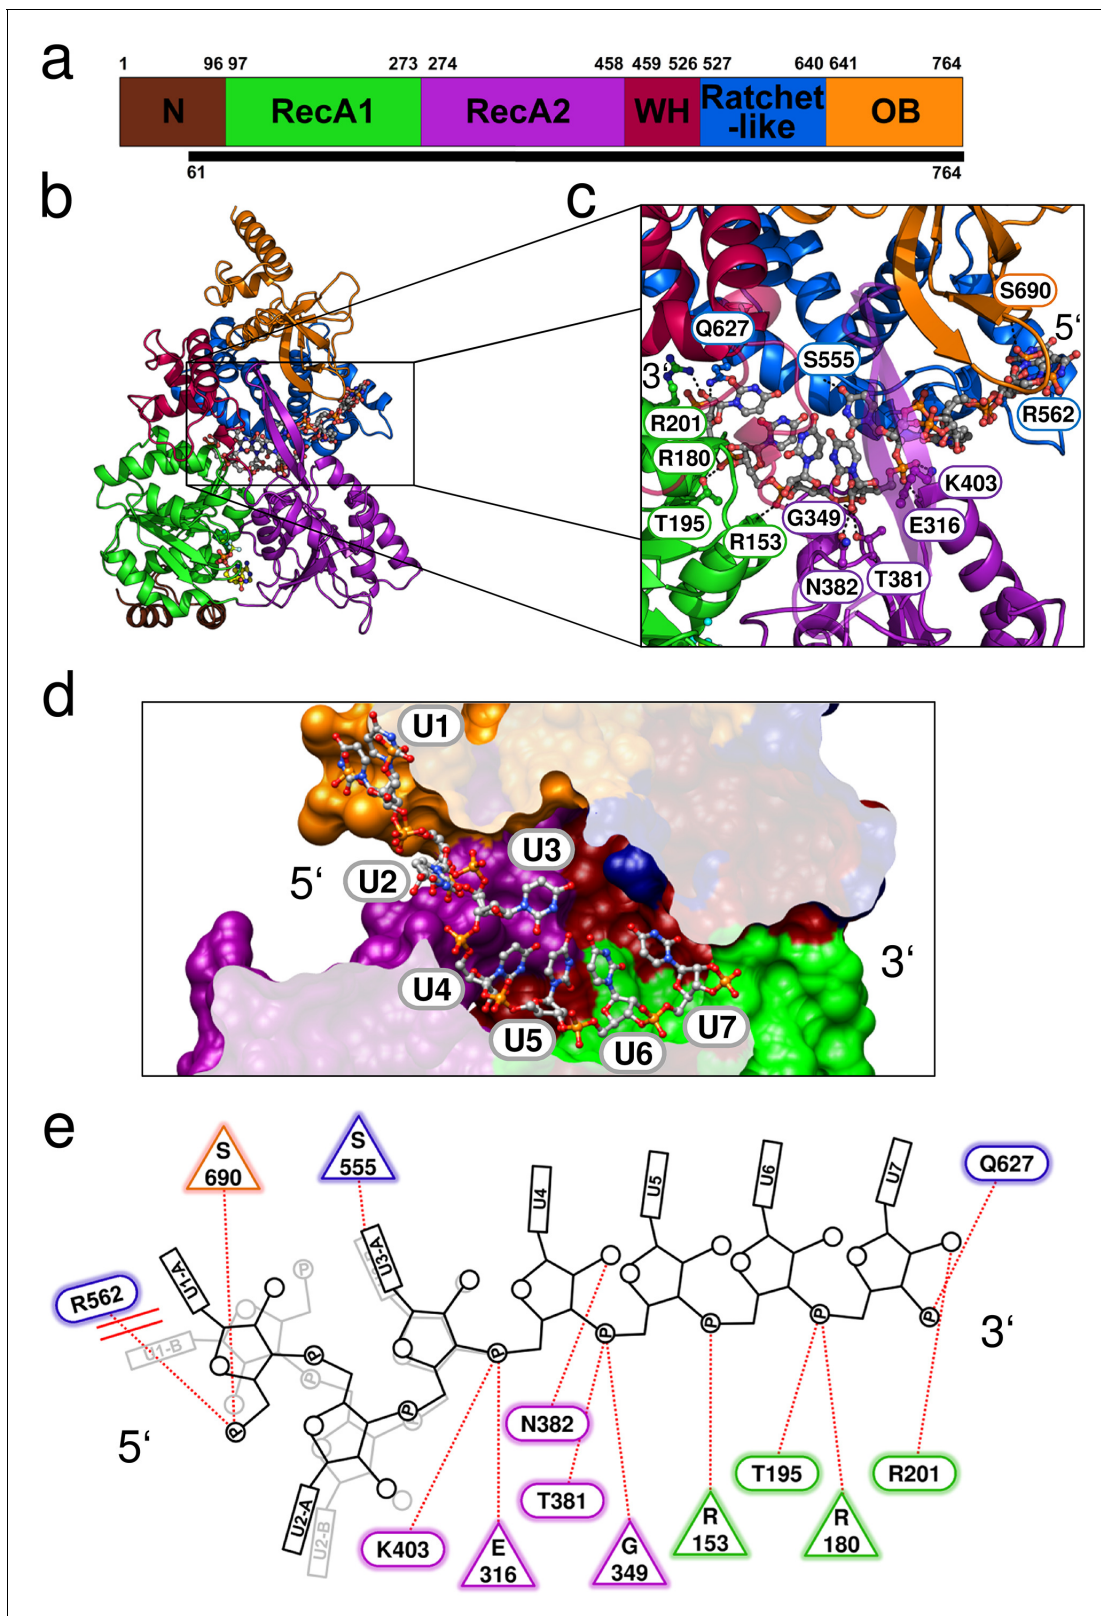 a
1 96 97 273 274 458 459 526 527 640 641 764
N RecA1 RecA2 WH Ratchet
-like OB
61 764
b
c
S690
5‘
Q627
S555
3‘
R562
R201
R180
K403
T195
G349
E316
R153
N382
T381
d
U1
U3
5‘
U2
3‘
U4
U7
U5
U6
e
S
690
S
555
Q627
U4
U5
U6
U7
U1-A
U3-A
P
R562
U1-B
P
P
P
P
P
P
P
P
P
3‘
5‘
N382
T381
T195
R201
U2-A
U2-B
K403
E
316
G
349
R
153
R
180